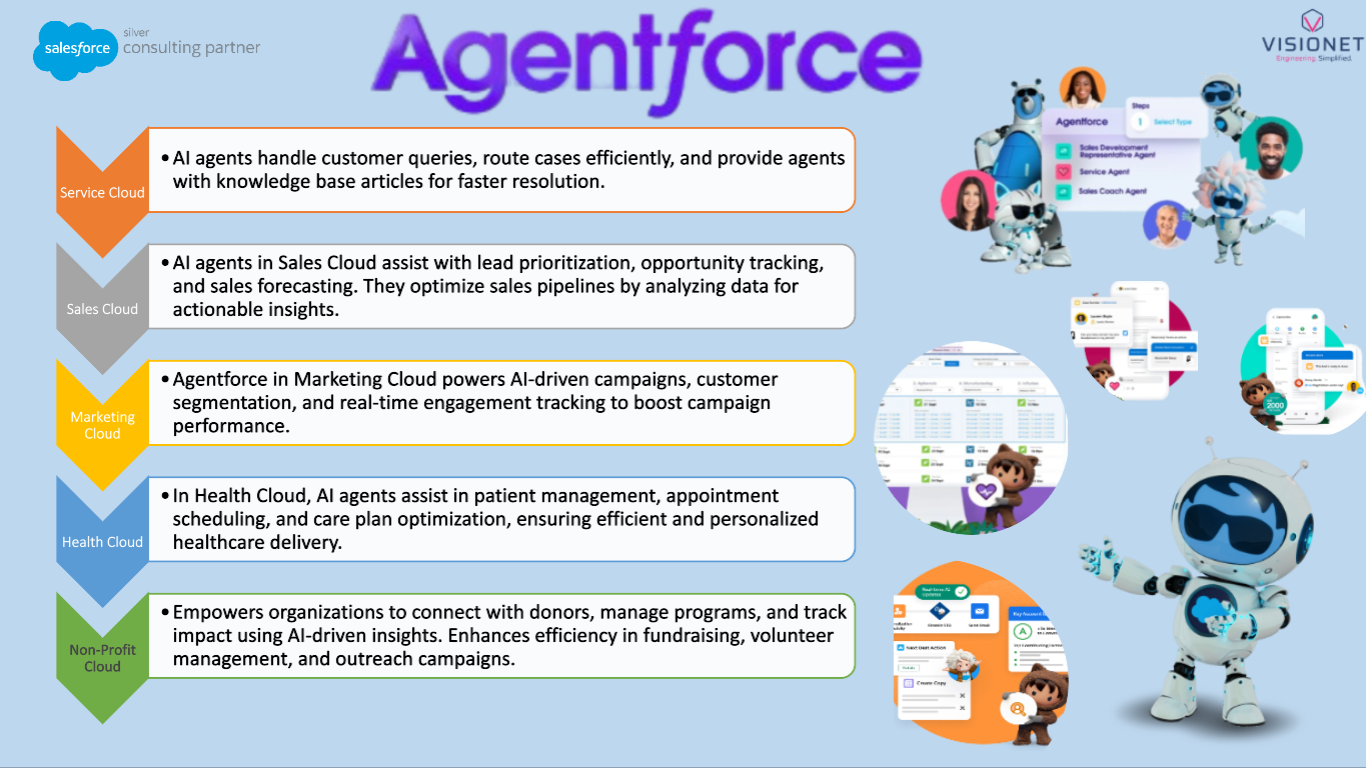 salesforce
silver
consulting partner
Agentforce
VISIONET
Engineering. Simplified.
Service Cloud
•AI agents handle customer queries, route cases efficiently, and provide agents
with knowledge base articles for faster resolution.
Sales Cloud
•AI agents in Sales Cloud assist with lead prioritization, opportunity tracking,
and sales forecasting. They optimize sales pipelines by analyzing data for
actionable insights.
Marketing
Cloud
•Agentforce in Marketing Cloud powers AI-driven campaigns, customer
segmentation, and real-time engagement tracking to boost campaign
performance.
Health Cloud
•In Health Cloud, AI agents assist in patient management, appointment
scheduling, and care plan optimization, ensuring efficient and personalized
healthcare delivery.
Non-Profit
Cloud
•Empowers organizations to connect with donors, manage programs, and track
impact using AI-driven insights. Enhances efficiency in fundraising, volunteer
management, and outreach campaigns.
Steps
1 Select Type
Agentforce
Sales Development
Representative Agent
Service Agent
Sales Coach Agent
2000
Send Email
Next Best Action
Create Copy
A